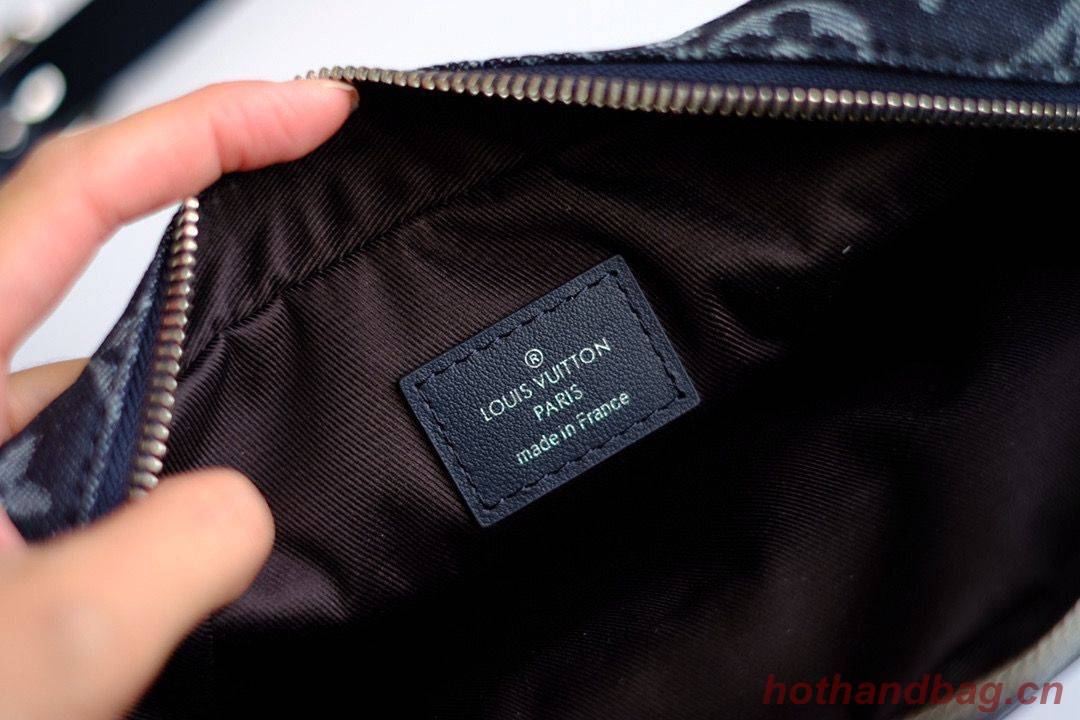 ®
LOUIS VUITTON
PARIS
made in France
hothandbag.cn